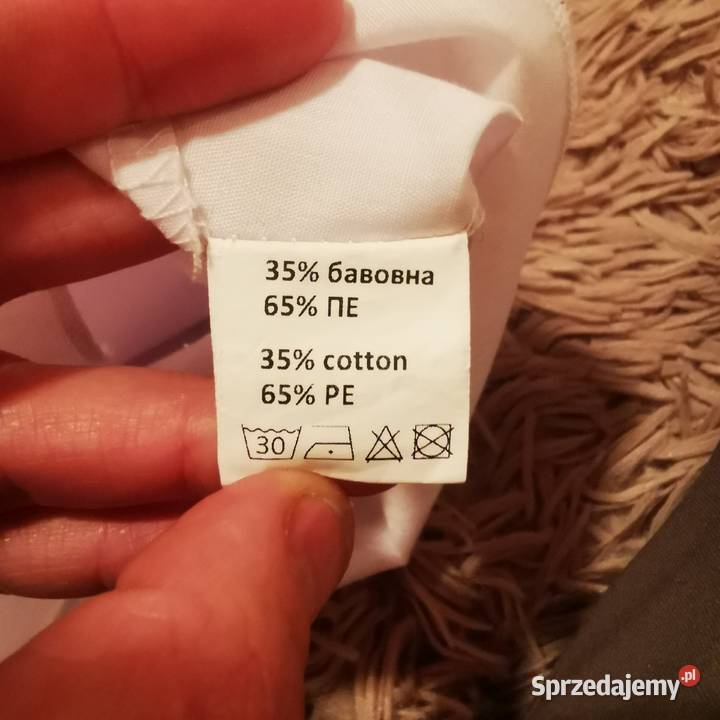 35% бавовна
65% ПЕ
35% cotton
65% PE
30
Sprzedajemy.pl